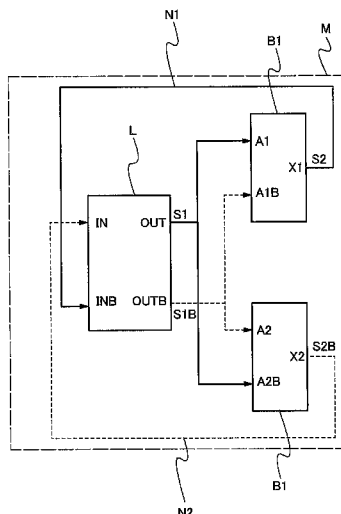 N1
M
B1
L
A1
X1
S2
A1B
IN
OUT
S1
INB
OUTB
S1B
A2
X2
S2B
A2B
B1
N2